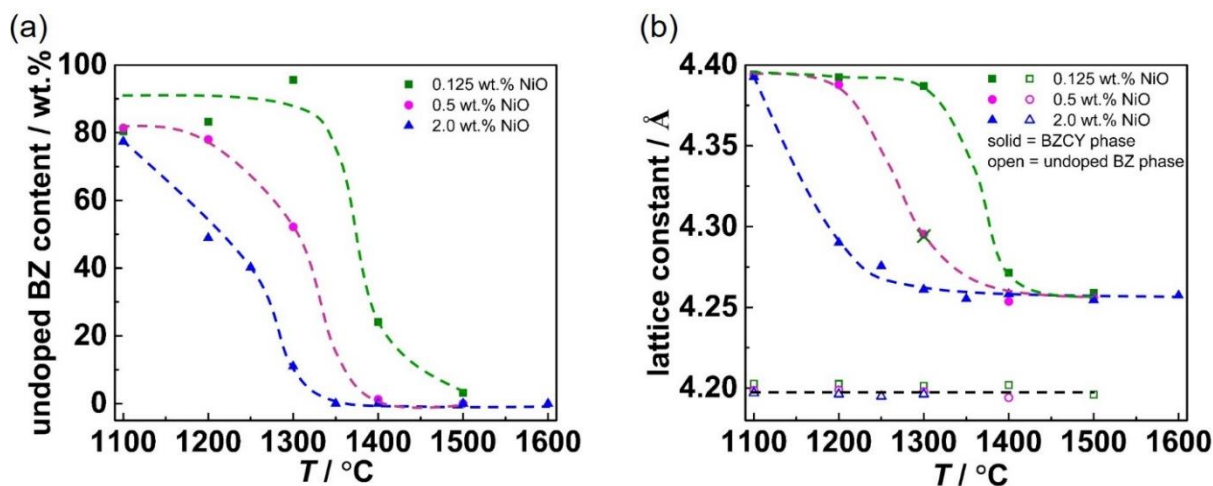 (a)
undoped BZ content / wt.%
100
80
60
40
20
0
1100 1200 1300 1400 1500 1600
T / °C
0.125 wt.% NiO
0.5 wt.% NiO
2.0 wt.% NiO
(b)
lattice constant / Å
4.40
4.35
4.30
4.25
4.20
1100 1200 1300 1400 1500 1600
T / °C
0.125 wt.% NiO
0.5 wt.% NiO
2.0 wt.% NiO
solid = BZCY phase
open = undoped BZ phase